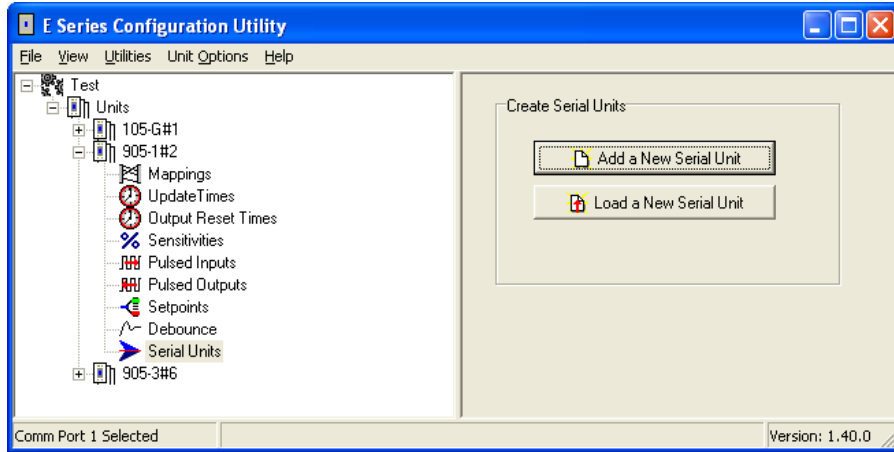 E Series Configuration Utility
File View Utilities Unit Options Help
Test
Units
105-G#1
905-1#2
Mappings
UpdateTimes
Output Reset Times
Sensitivities
Pulsed Inputs
Pulsed Outputs
Setpoints
Debounce
Serial Units
905-3#6
Create Serial Units
Add a New Serial Unit
Load a New Serial Unit
Comm Port 1 Selected
Version: 1.40.0